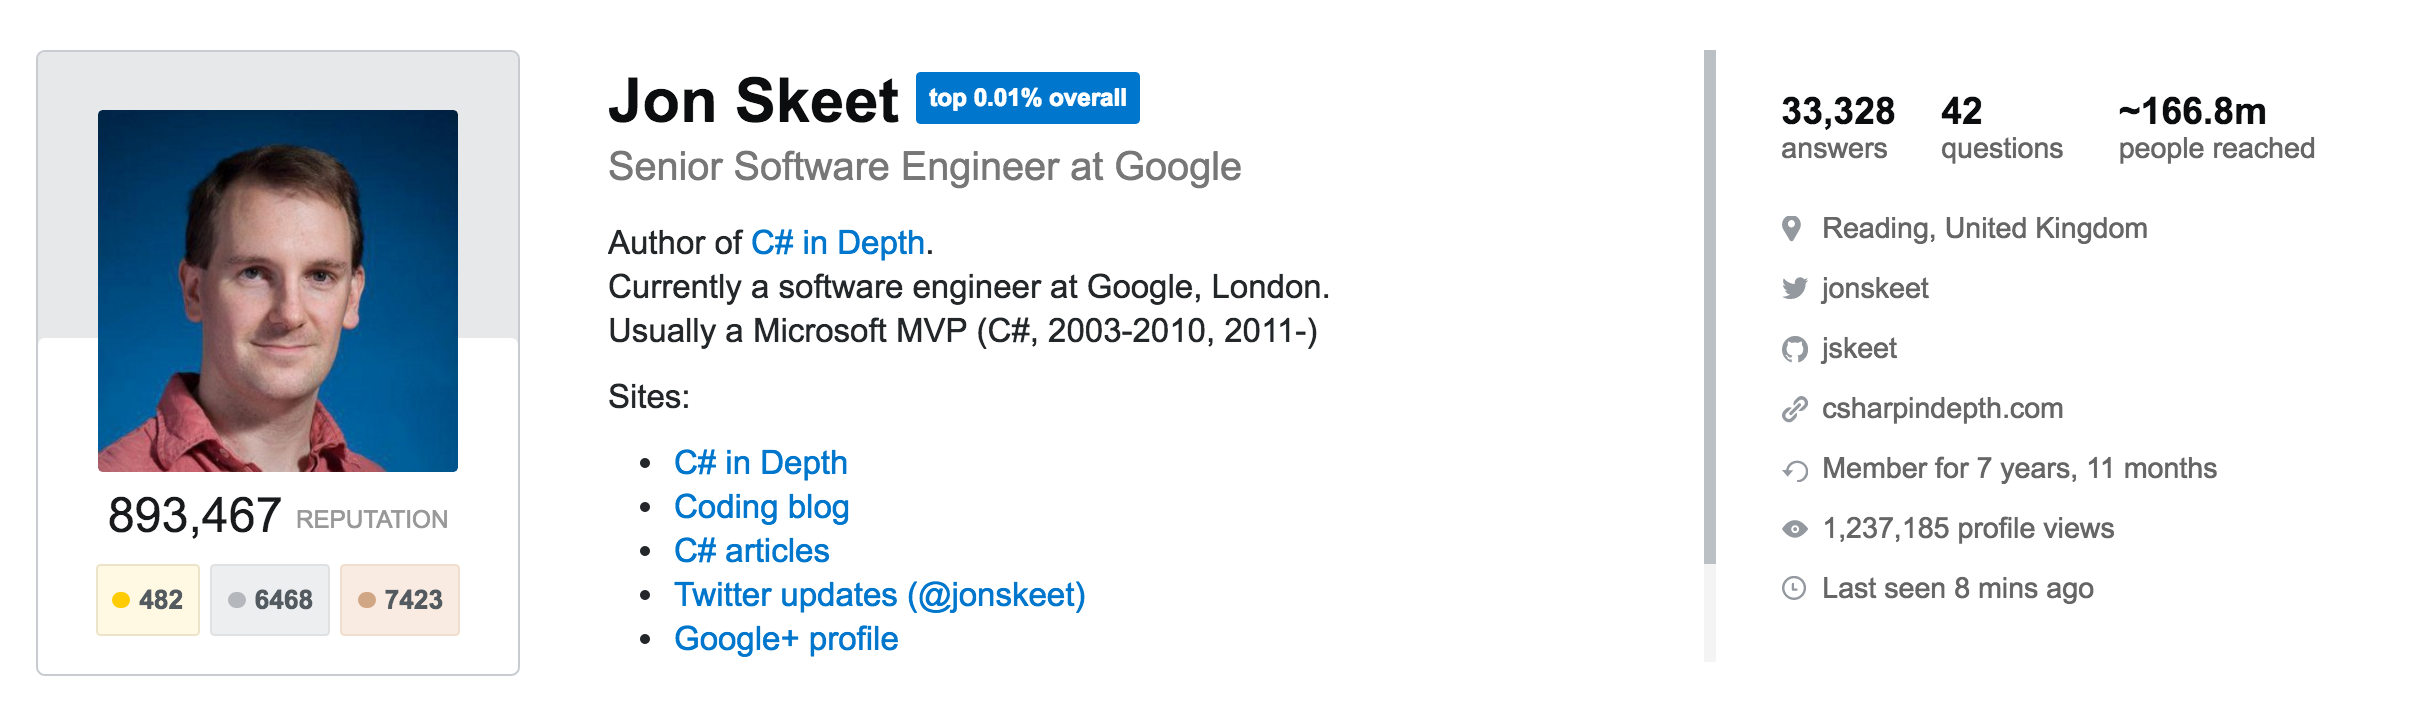 Jon Skeet top 0.01% overall
Senior Software Engineer at Google
Author of C# in Depth.
Currently a software engineer at Google, London.
Usually a Microsoft MVP (C#, 2003-2010, 2011-)
Sites:
C# in Depth
Coding blog
C# articles
Twitter updates (@jonskeet)
Google+ profile
893,467 REPUTATION
482 6468 7423
33,328 42 ~166.8m
answers questions people reached
Reading, United Kingdom
jonskeet
jskeet
csharpindepth.com
Member for 7 years, 11 months
1,237,185 profile views
Last seen 8 mins ago